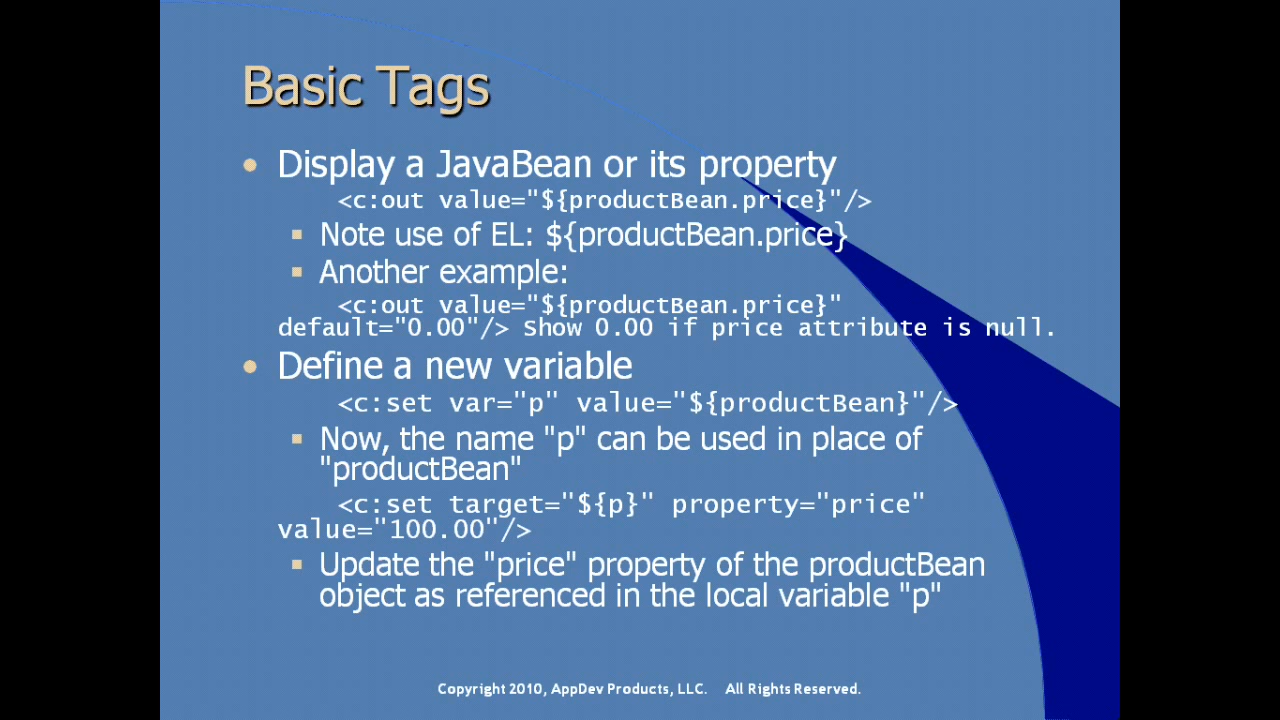 Basic Tags
Display a JavaBean or its property
<c:out value="${productBean.price}"/>
Note use of EL: ${productBean.price}
Another example:
<c:out value="${productBean.price}"
default="0.00"/> Show 0.00 if price attribute is null.
Define a new variable
<c:set var="p" value="${productBean}"/>
Now, the name "p" can be used in place of
"productBean"
<c:set target="${p}" property="price"
value="100.00"/>
Update the "price" property of the productBean
object as referenced in the local variable "p"
Copyright 2010, AppDev Products, LLC. All Rights Reserved.